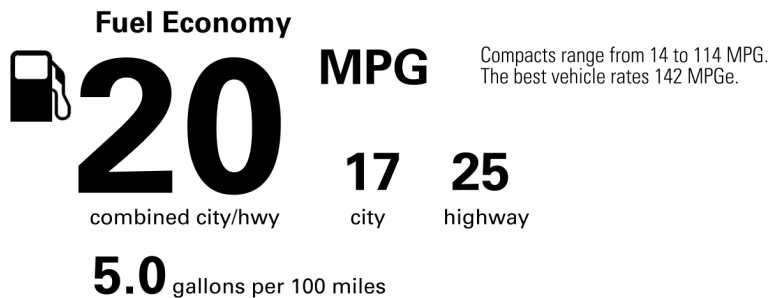 Fuel Economy
20 MPG
Compacts range from 14 to 114 MPG.
The best vehicle rates 142 MPGe.
combined city/hwy
17 city
25 highway
5.0 gallons per 100 miles